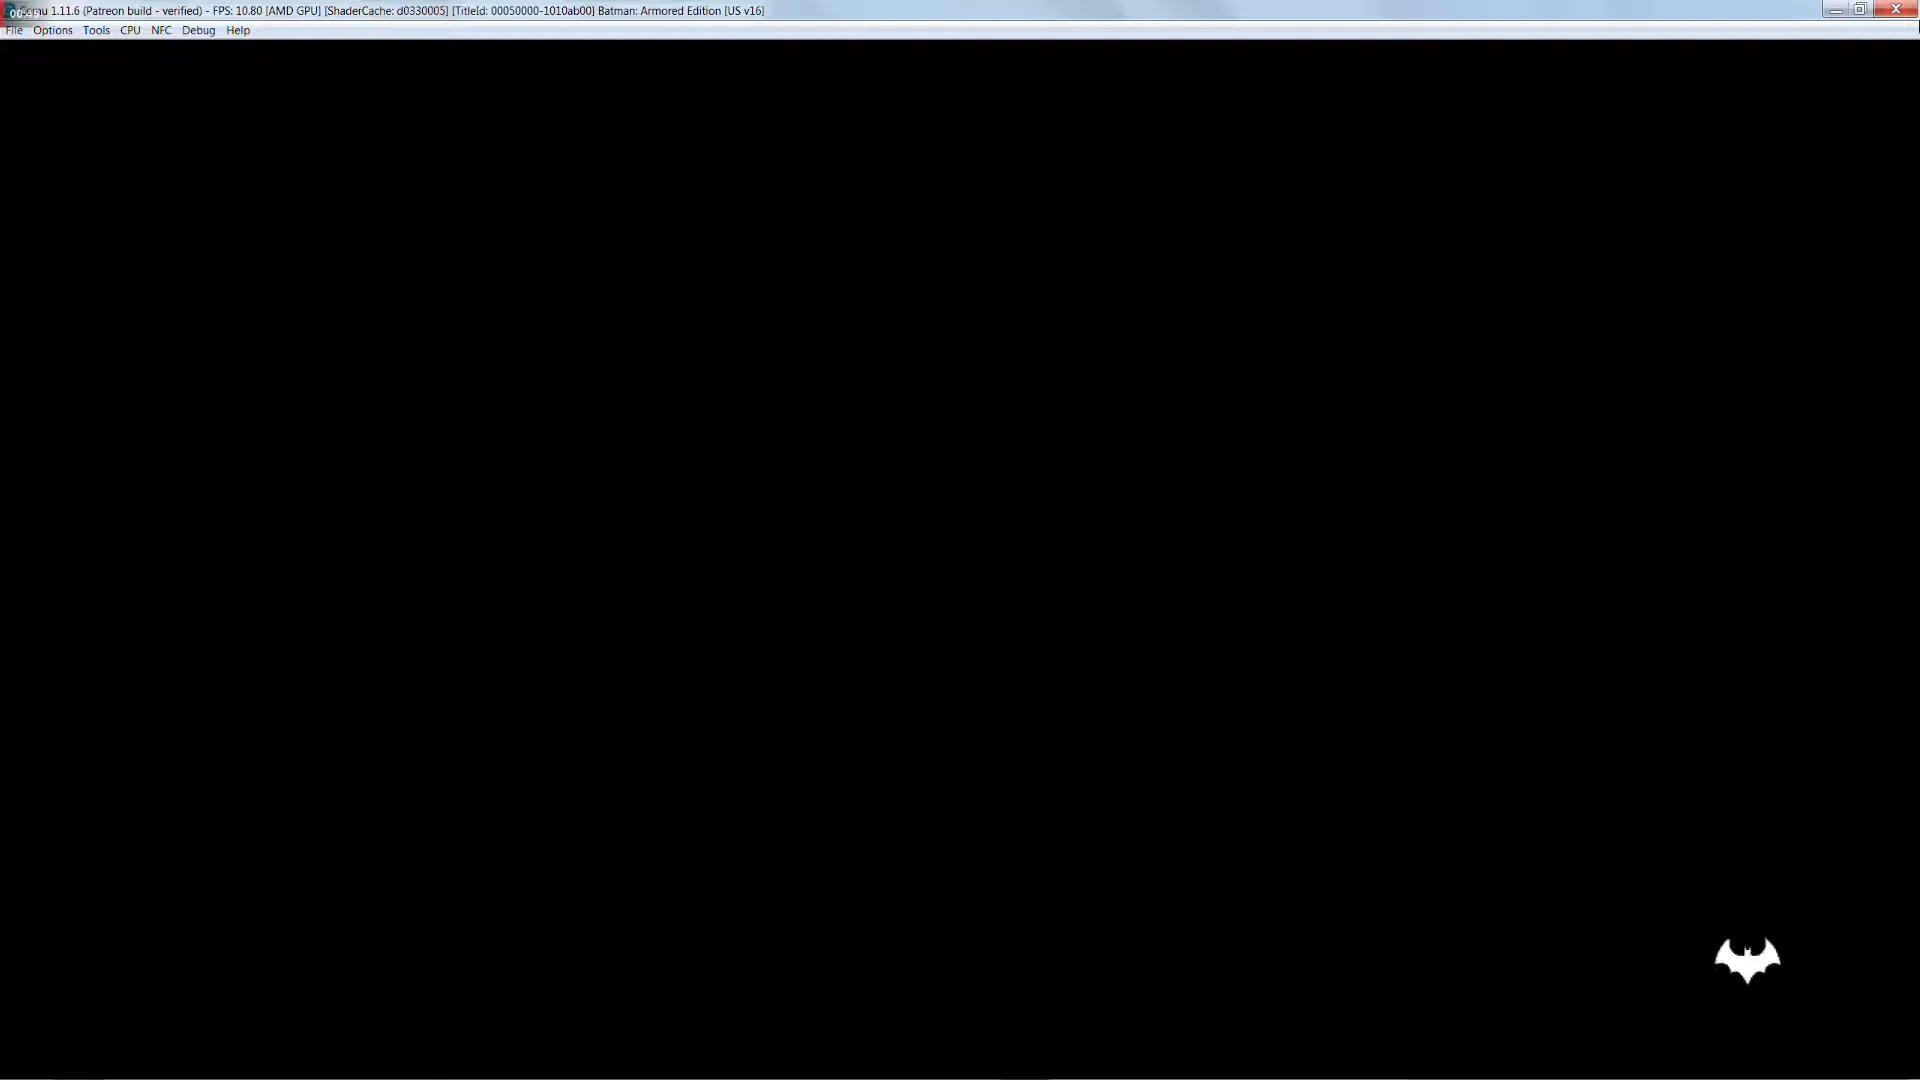 1.11.6 (Patreon build - verified) - FPS: 10.80 [AMD GPU] [ShaderCache: d0330005] [TitleId: 00050000-1010ab00] Batman: Armored Edition [US v16]
File Options Tools CPU NFC Debug Help